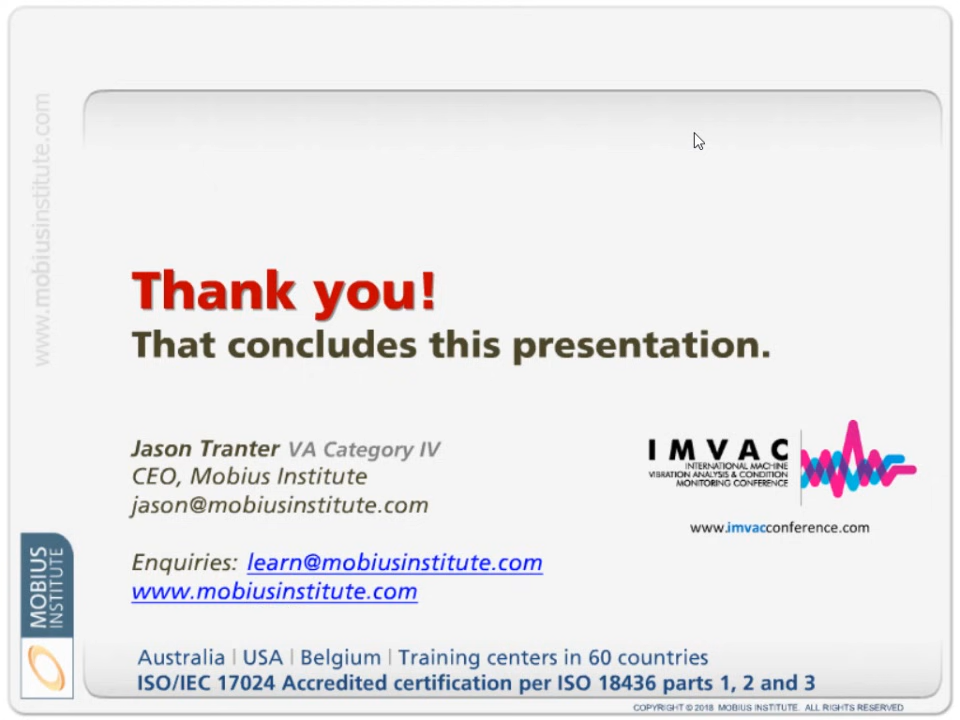 www.mobiusinstitute.com
Thank you!
That concludes this presentation.
Jason Tranter VA Category IV
CEO, Mobius Institute
jason@mobiusinstitute.com
IMVAC
INTERNATIONAL MACHINE
VIBRATION ANALYSIS & CONDITION
MONITORING CONFERENCE
www.imvacconference.com
Enquiries: learn@mobiusinstitute.com
www.mobiusinstitute.com
MOBIUS
INSTITUTE
Australia | USA | Belgium | Training centers in 60 countries
ISO/IEC 17024 Accredited certification per ISO 18436 parts 1, 2 and 3
COPYRIGHT © 2018 MOBIUS INSTITUTE. ALL RIGHTS RESERVED